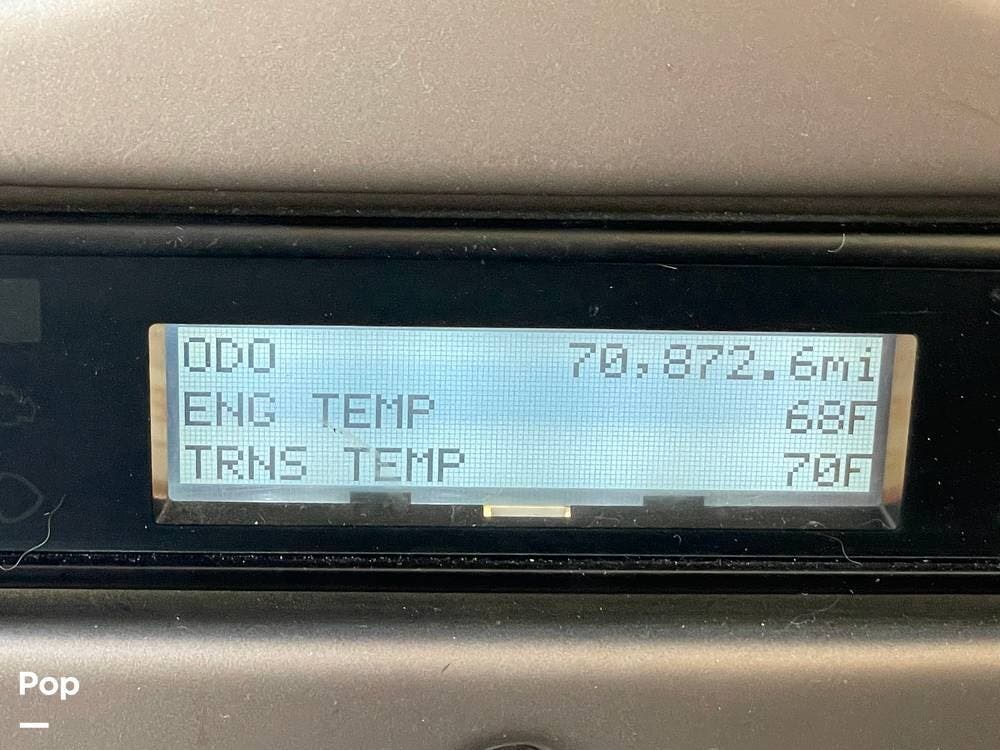 ODO 70,872.6mi
ENG TEMP 68F
TRNS TEMP 70F
Pop